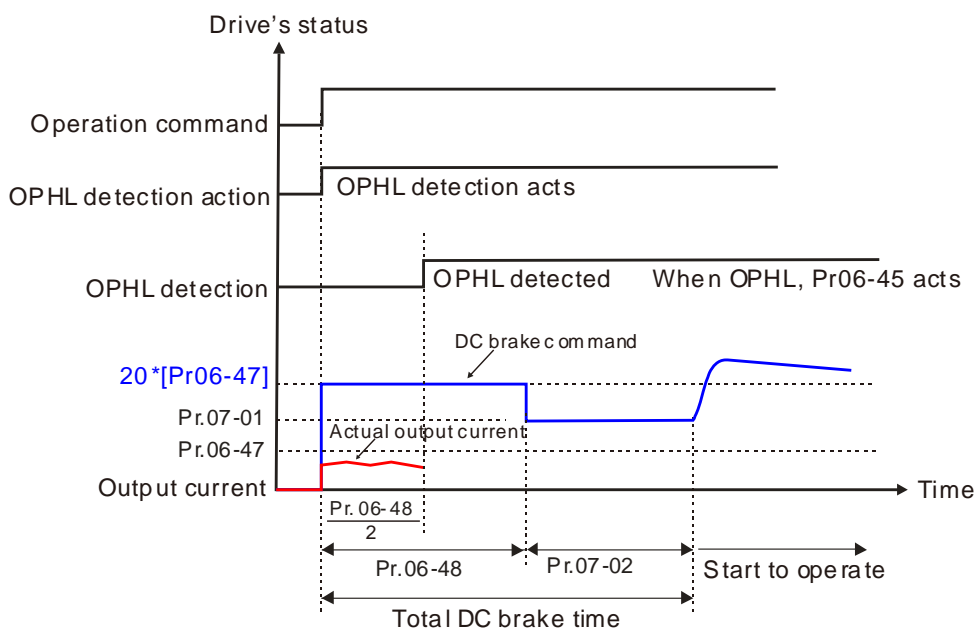 Drive's status
Operation command
OPHL detection action
OPHL detection acts
OPHL detection
OPHL detected
When OPHL, Pr06-45 acts
DC brake command
20*[Pr06-47]
Pr.07-01
Actual output current
Pr.06-47
Output current
Time
Pr. 06-48
2
Pr.06-48
Pr.07-02
Start to operate
Total DC brake time